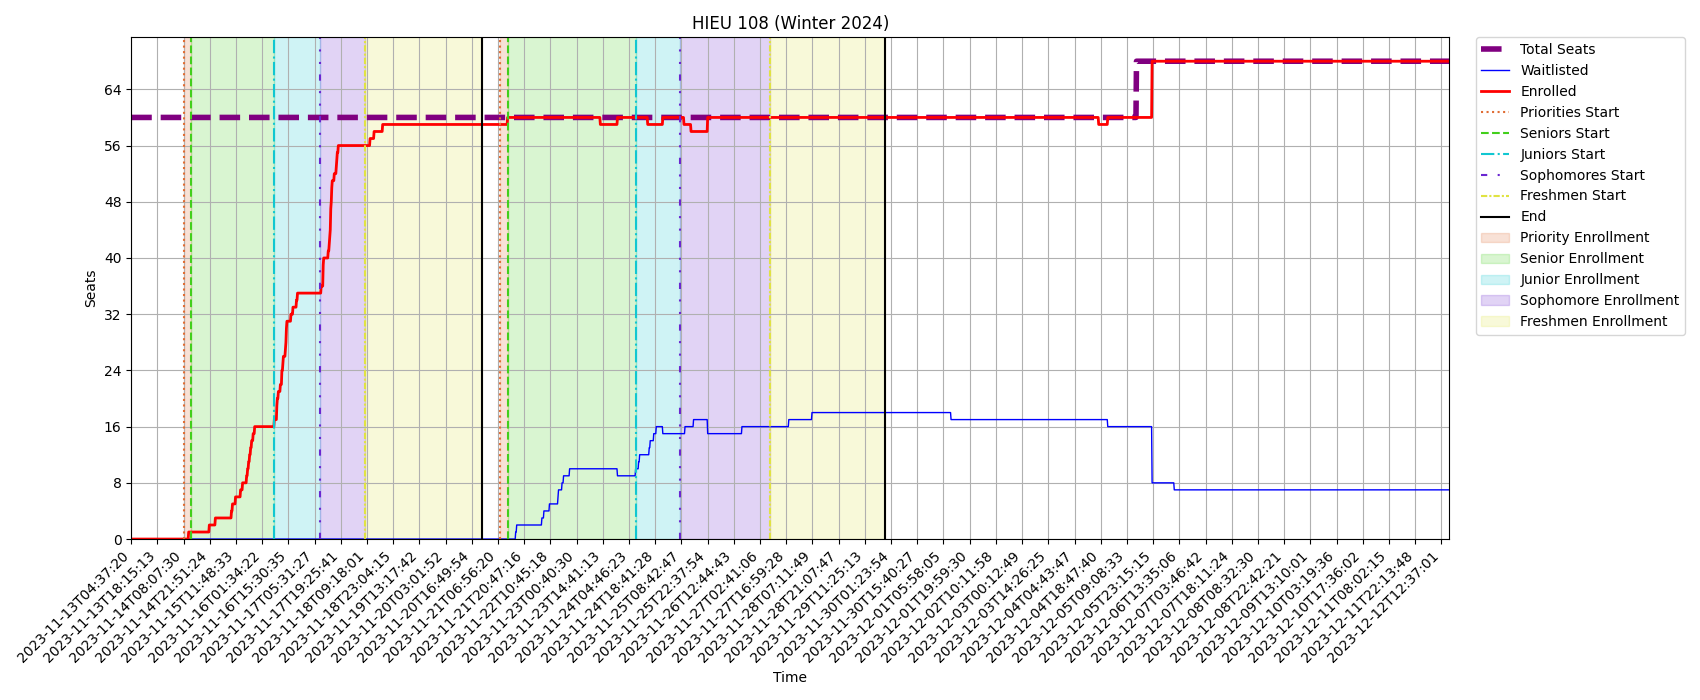 HIEU 108 (Winter 2024)
Total Seats
Waitlisted
Enrolled
Priorities Start
Seniors Start
Juniors Start
Sophomores Start
Freshmen Start
End
Priority Enrollment
Senior Enrollment
Junior Enrollment
Sophomore Enrollment
Freshmen Enrollment
Seats
64
56
48
40
32
24
16
8
0
2023-11-13T04:37:20
2023-11-13T18:15:13
2023-11-14T08:07:30
2023-11-14T21:51:24
2023-11-15T11:48:33
2023-11-16T01:34:22
2023-11-16T15:30:35
2023-11-17T05:31:27
2023-11-17T19:25:41
2023-11-18T09:18:01
2023-11-18T23:04:15
2023-11-19T13:17:42
2023-11-20T03:01:52
2023-11-20T16:49:54
2023-11-21T06:56:20
2023-11-21T20:47:16
2023-11-22T10:45:18
2023-11-23T00:40:30
2023-11-23T14:41:13
2023-11-24T04:46:23
2023-11-24T18:41:28
2023-11-25T08:42:47
2023-11-25T22:37:54
2023-11-26T12:44:43
2023-11-27T02:41:06
2023-11-27T16:59:28
2023-11-28T07:11:49
2023-11-28T21:07:47
2023-11-29T11:25:13
2023-11-30T01:23:54
2023-11-30T15:40:27
2023-12-01T05:58:05
2023-12-01T19:59:30
2023-12-02T10:11:58
2023-12-03T00:12:49
2023-12-03T14:26:25
2023-12-04T04:43:47
2023-12-04T18:47:40
2023-12-05T09:08:33
2023-12-05T23:15:15
2023-12-06T13:35:06
2023-12-07T03:46:42
2023-12-07T18:11:24
2023-12-08T08:32:30
2023-12-08T22:42:21
2023-12-09T13:10:01
2023-12-10T03:19:36
2023-12-10T17:36:02
2023-12-11T08:02:15
2023-12-11T22:13:48
2023-12-12T12:37:01
Time